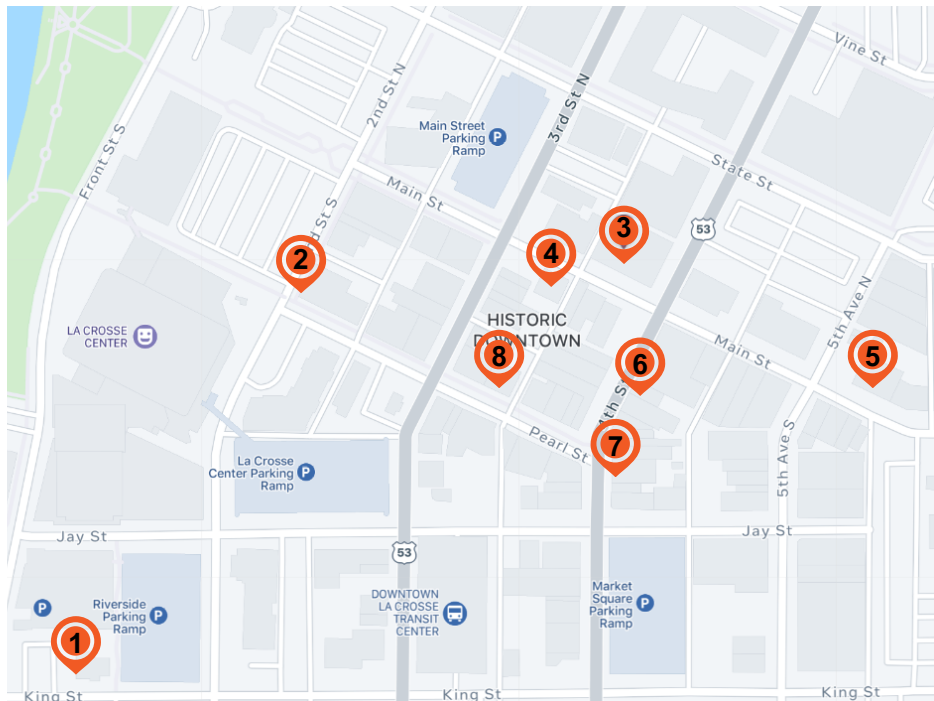 Vine St
3rd St N
2nd St N
Main Street
Parking
Ramp
P
Front St S
State St
Main St
53
3
4
2
5th Ave N
HISTORIC
DOWNTOWN
LA CROSSE
CENTER
Main St
8
6
5
4th S
7
Pearl St
5th Ave S
La Crosse
Center Parking
Ramp
P
Jay St
Jay St
53
DOWNTOWN
LA CROSSE
TRANSIT
CENTER
Market
Square
Parking
Ramp
P
P
Riverside
Parking
Ramp
P
1
King St
King St
King St